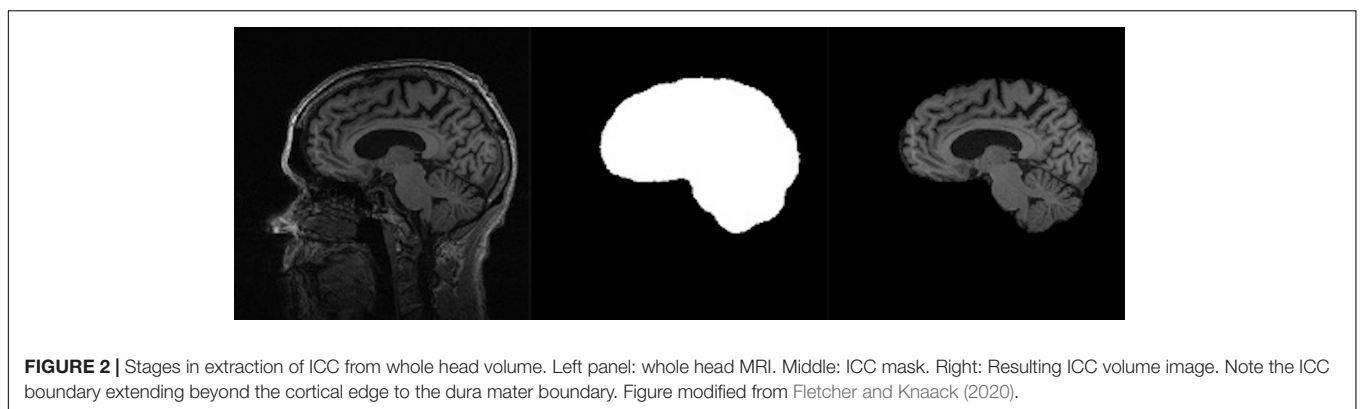 FIGURE 2 | Stages in extraction of ICC from whole head volume. Left panel: whole head MRI. Middle: ICC mask. Right: Resulting ICC volume image. Note the ICC
boundary extending beyond the cortical edge to the dura mater boundary. Figure modified from Fletcher and Knaack (2020).